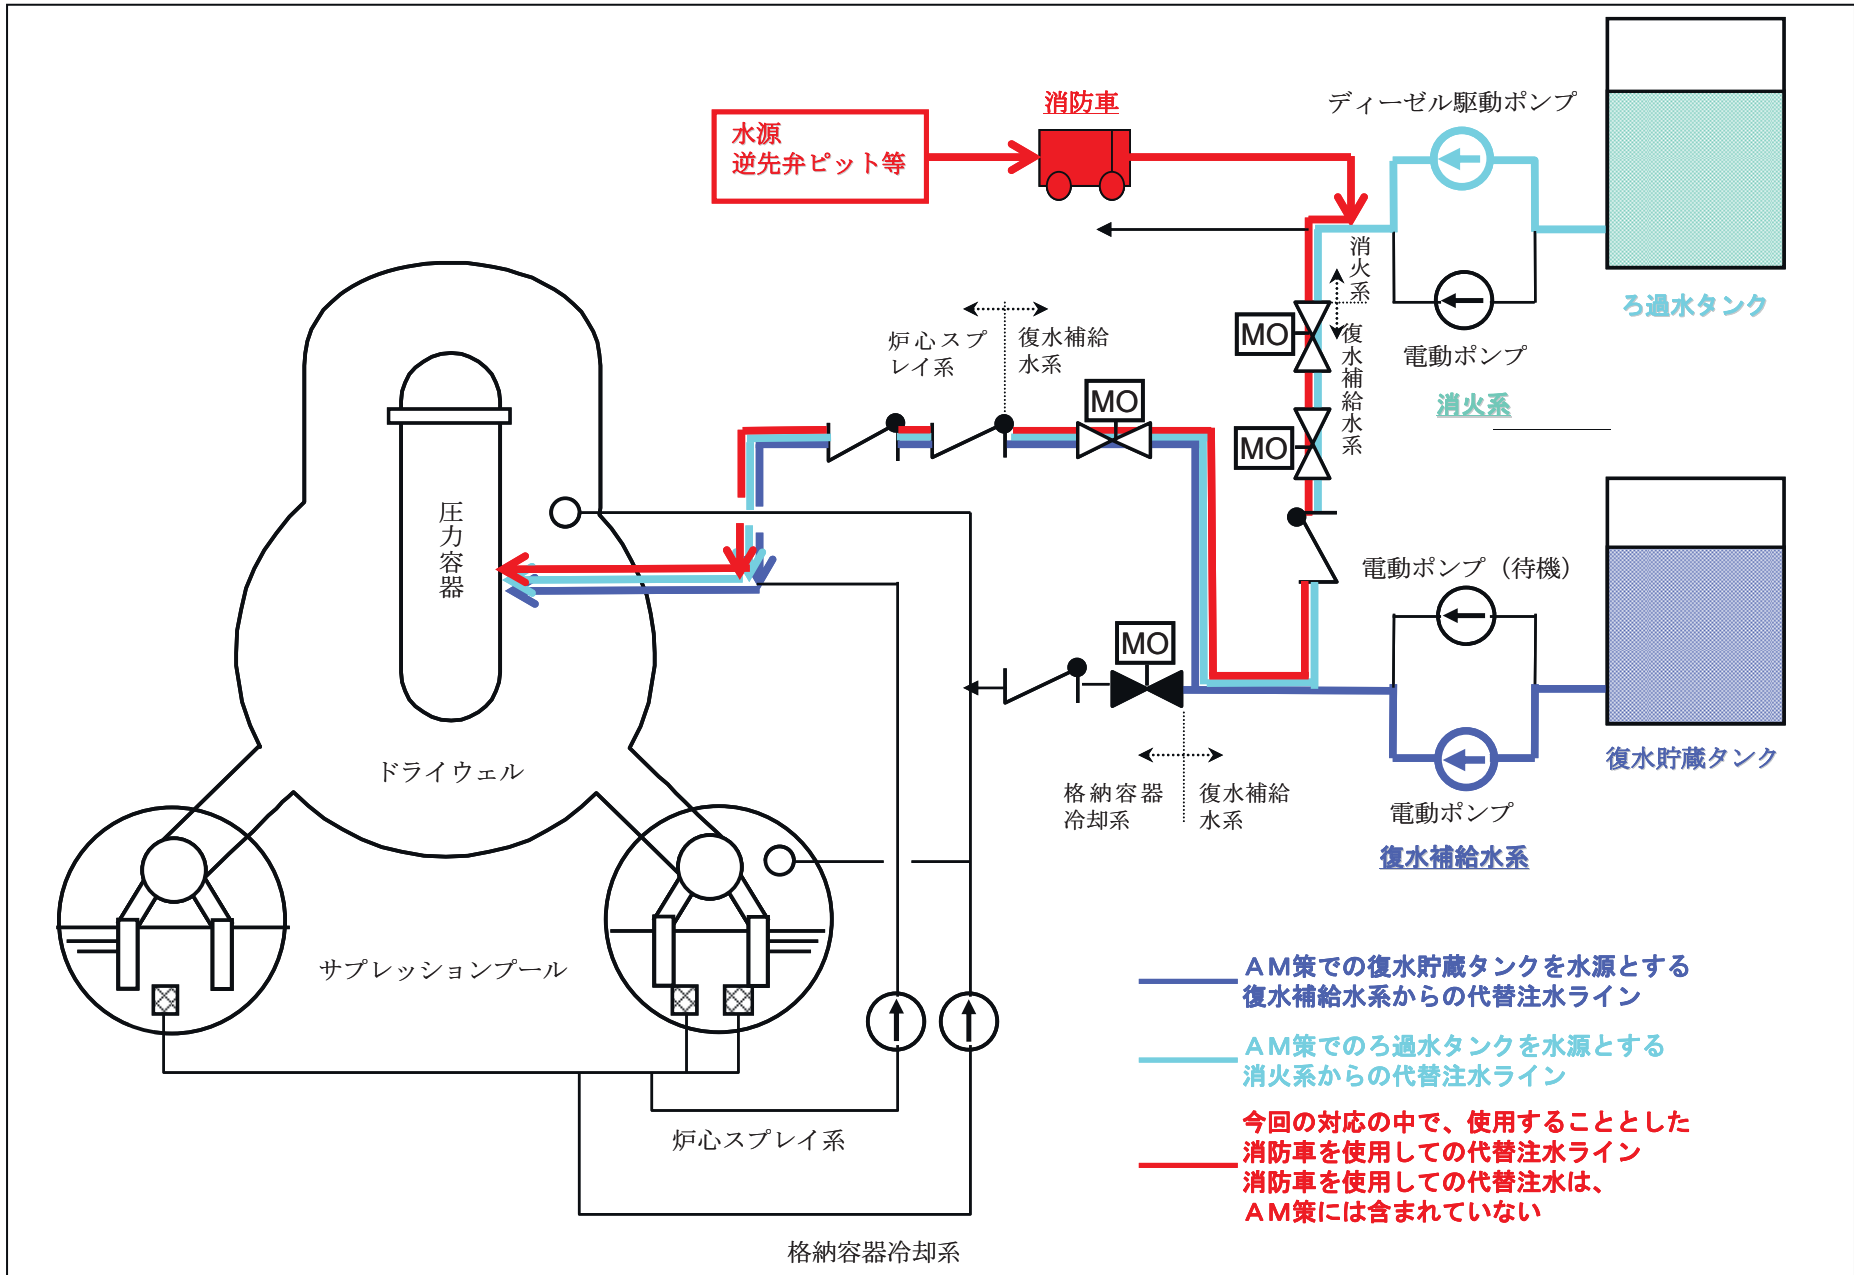 消防車
水源
逆先弁ピット等
ディーゼル駆動ポンプ
消火系
ろ過水タンク
炉心スプ
レイ系
復水補給
水系
MO
復水補給水系
電動ポンプ
消火系
MO
MO
圧力容器
電動ポンプ（待機）
MO
ドライウェル
復水貯蔵タンク
格納容器
冷却系
復水補給
水系
電動ポンプ
復水補給水系
サプレッションプール
ＡＭ策での復水貯蔵タンクを水源とする
復水補給水系からの代替注水ライン
ＡＭ策でのろ過水タンクを水源とする
消火系からの代替注水ライン
炉心スプレイ系
今回の対応の中で、使用することとした
消防車を使用しての代替注水ライン
消防車を使用しての代替注水は、
ＡＭ策には含まれていない
格納容器冷却系